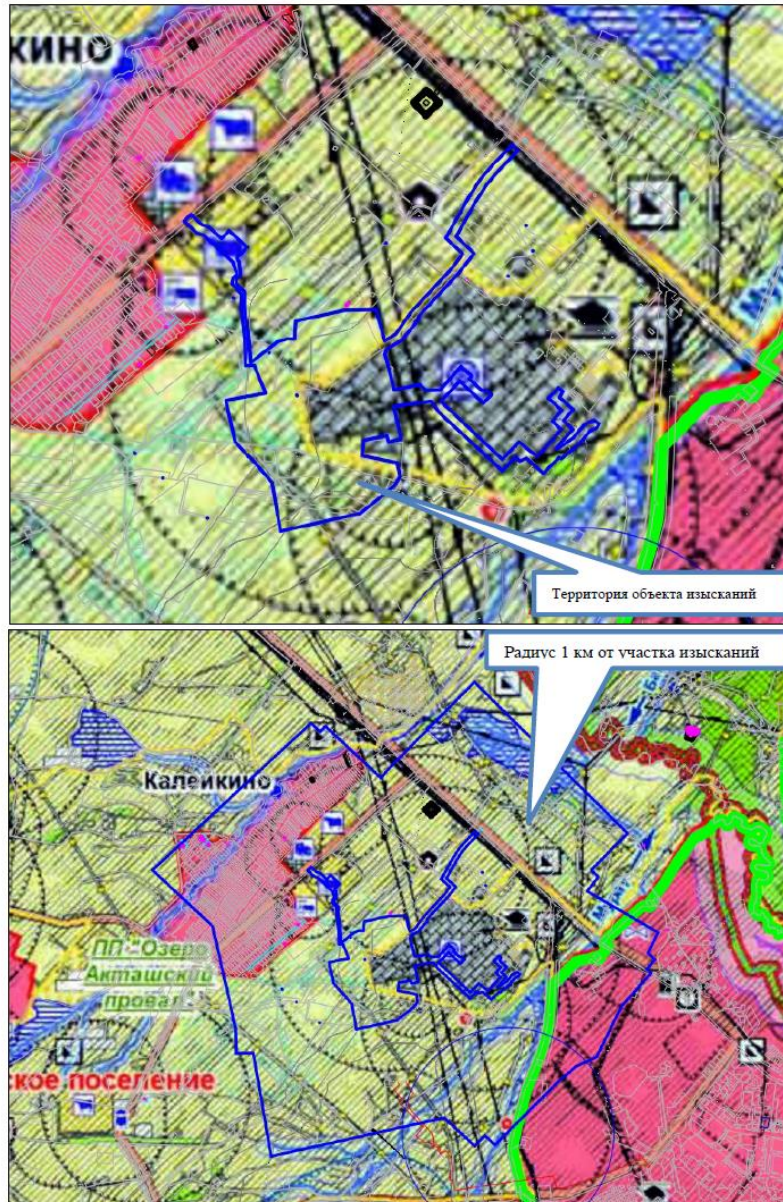 КИНО
Территория объекта изысканий
Радиус 1 км от участка изысканий
Калейкино
ПП "Озеро
Акташский
провал"
ское поселение